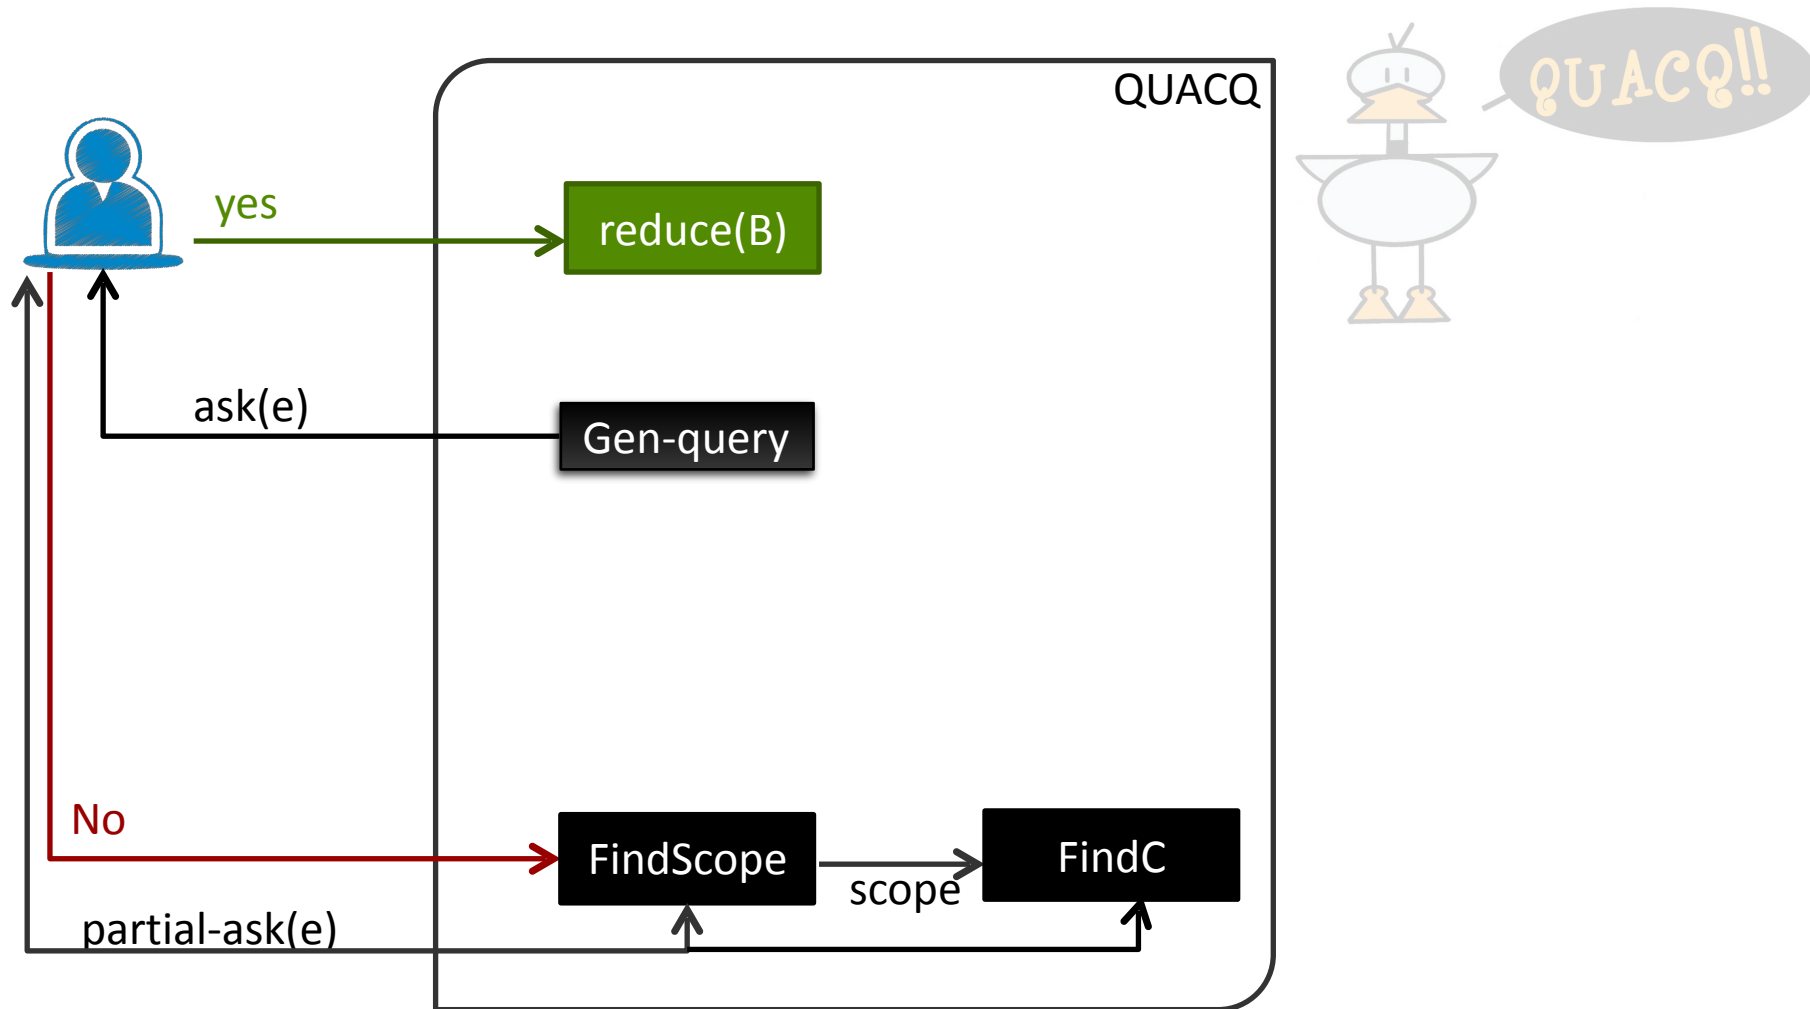 QUACQ
QUACQ!!
yes
reduce(B)
ask(e)
Gen-query
No
FindScope
scope
FindC
partial-ask(e)